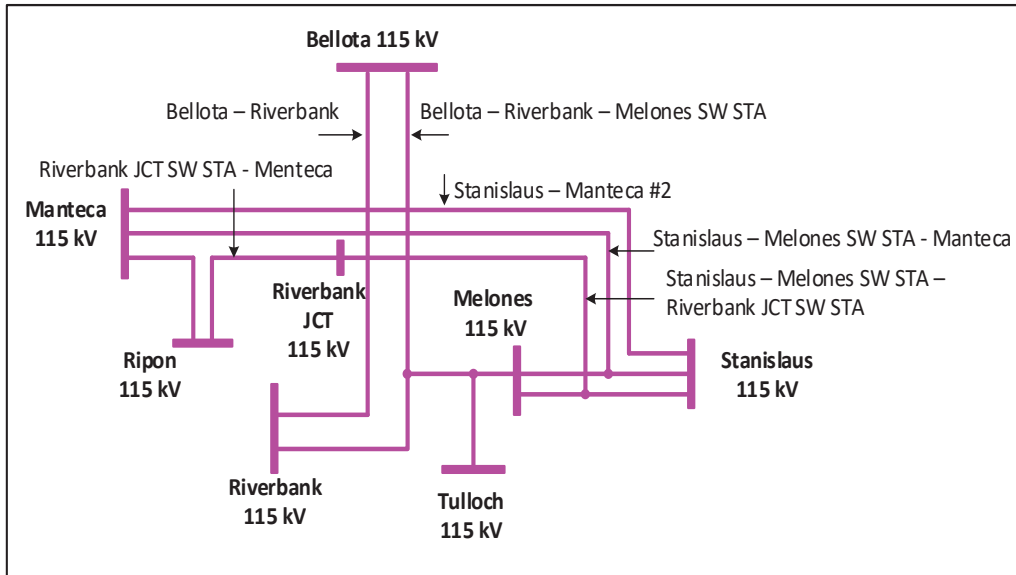 Bellota 115 kV
Bellota – Riverbank
Bellota – Riverbank – Melones SW STA
Riverbank JCT SW STA - Menteca
Stanislaus – Manteca #2
Manteca
115 kV
Stanislaus – Melones SW STA - Manteca
Riverbank
JCT
115 kV
Stanislaus – Melones SW STA –
Riverbank JCT SW STA
Melones
115 kV
Ripon
115 kV
Stanislaus
115 kV
Riverbank
115 kV
Tulloch
115 kV